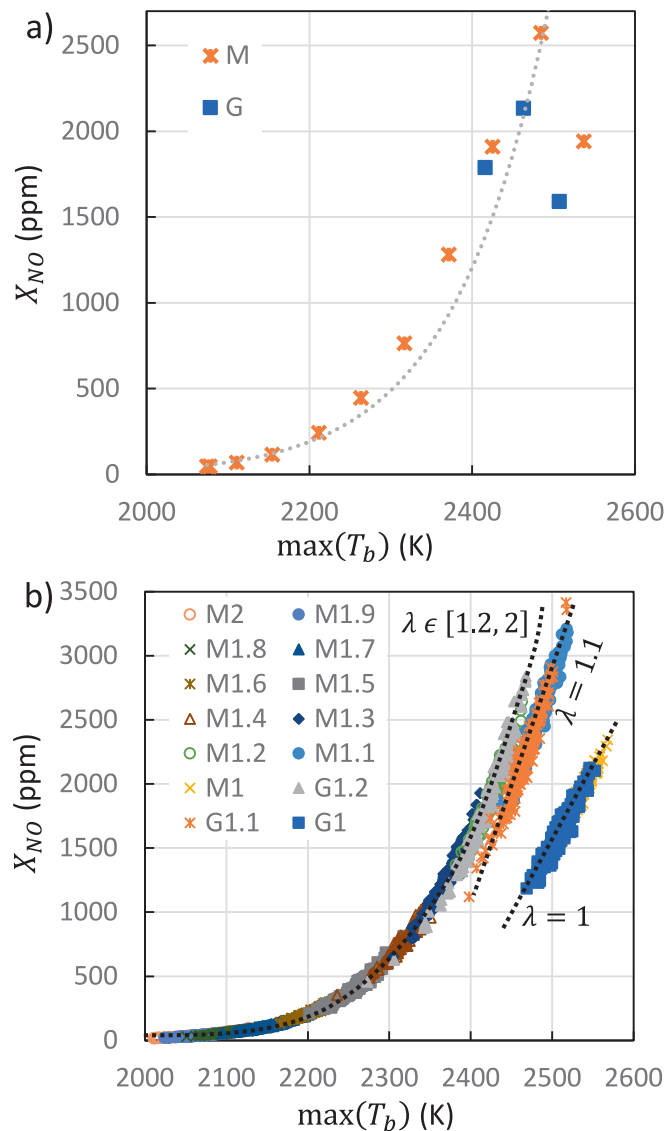 a)
2500
2000
1500
1000
500
0
X_NO (ppm)
M
G
2000 2200 2400 2600
max(T_b) (K)
b)
3500
3000
2500
2000
1500
1000
500
0
X_NO (ppm)
M2 M1.9
M1.8 M1.7
M1.6 M1.5
M1.4 M1.3
M1.2 M1.1
M1 G1.2
G1.1 G1
λ ϵ [1.2, 2]
λ = 1.1
λ = 1
2000 2100 2200 2300 2400 2500 2600
max(T_b) (K)